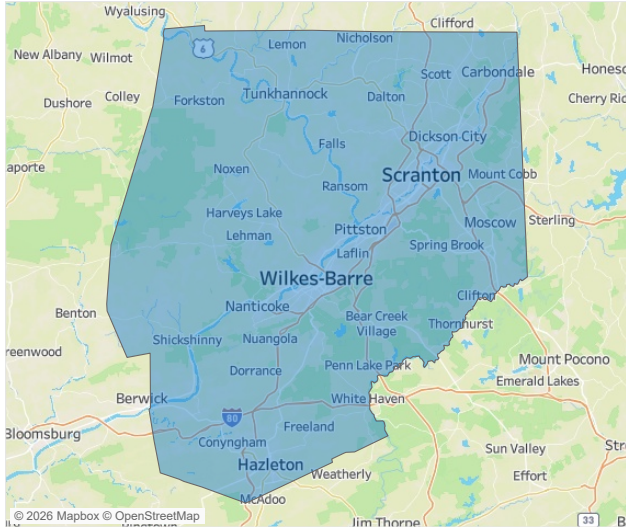 Wyalusing
Clifford
6
Lemon
Nicholson
New Albany
Wilmot
Scott
Carbondale
Honesd
Dushore
Colley
Forkston
Tunkhannock
Dalton
Cherry Rid
Falls
Dickson City
aporte
Noxen
Ransom
Scranton
Mount Cobb
Harveys Lake
Lehman
Pittston
Moscow
Sterling
Laflin
Spring Brook
Wilkes-Barre
Clifton
Benton
Nanticoke
Bear Creek
Village
Thornhurst
Shickshinny
Nuangola
reenwood
Dorrance
Penn Lake Park
Mount Pocono
Emerald Lakes
Berwick
White Haven
80
Bloomsburg
Conyngham
Freeland
Sun Valley
Str
Hazleton
Weatherly
Effort
McAdoo
© 2026 Mapbox © OpenStreetMap
Jim Thorpe
33